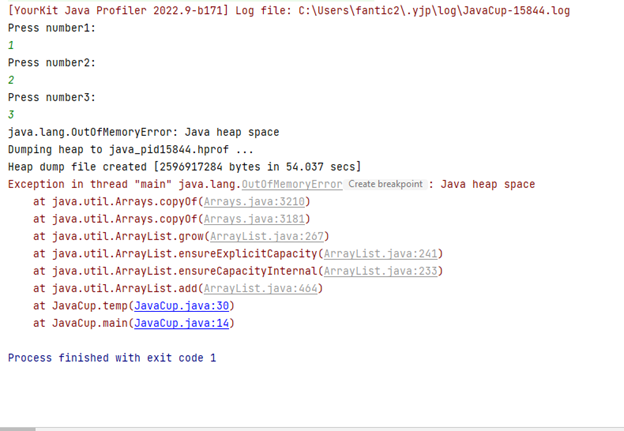 [YourKit Java Profiler 2022.9-b171] Log file: C:\Users\fantic2\.yjp\log\JavaCup-15844.log
Press number1:
1
Press number2:
2
Press number3:
3
java.lang.OutOfMemoryError: Java heap space
Dumping heap to java_pid15844.hprof ...
Heap dump file created [2596917284 bytes in 54.037 secs]
Exception in thread "main" java.lang.OutOfMemoryError Create breakpoint : Java heap space
at java.util.Arrays.copyOf(Arrays.java:3210)
at java.util.Arrays.copyOf(Arrays.java:3181)
at java.util.ArrayList.grow(ArrayList.java:267)
at java.util.ArrayList.ensureExplicitCapacity(ArrayList.java:241)
at java.util.ArrayList.ensureCapacityInternal(ArrayList.java:233)
at java.util.ArrayList.add(ArrayList.java:464)
at JavaCup.temp(JavaCup.java:30)
at JavaCup.main(JavaCup.java:14)
Process finished with exit code 1